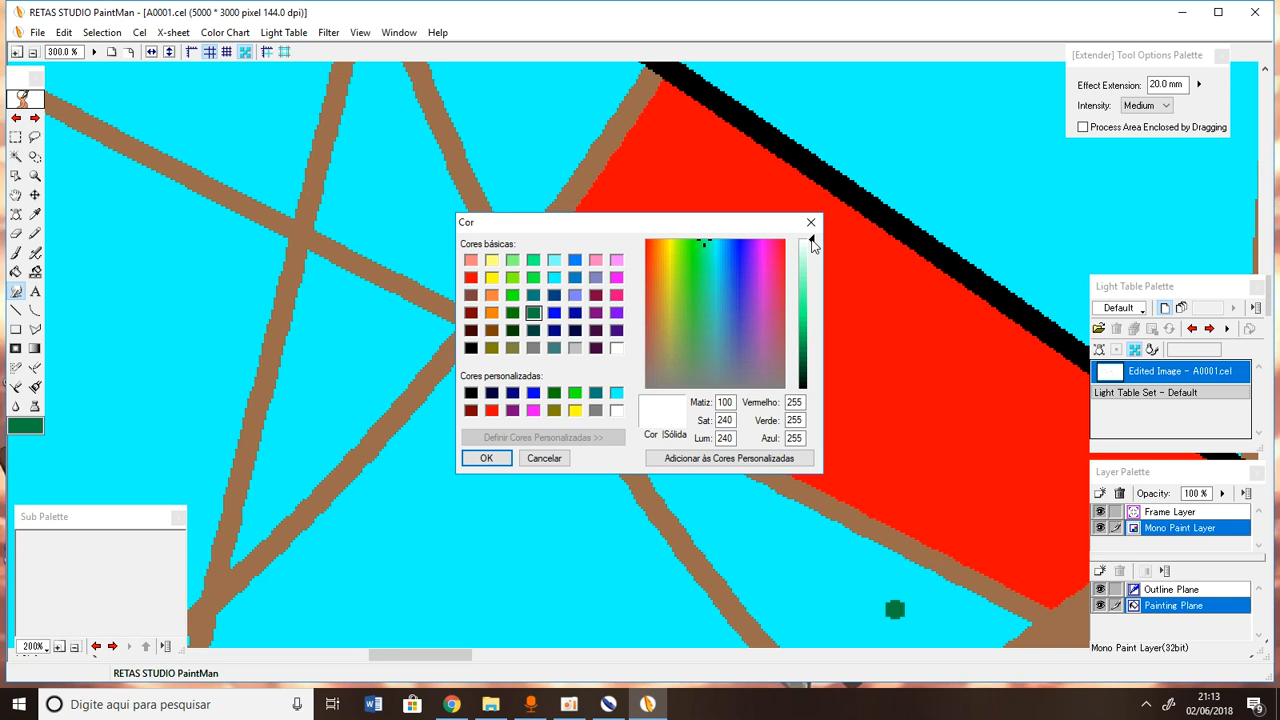 RETAS STUDIO PaintMan - [A0001.cel (5000 * 3000 pixel 144.0 dpi)]
File Edit Selection Cel X-sheet Color Chart Light Table Filter View Window Help
300.0 %
[Extender] Tool Options Palette
Effect Extension: 20.0 mm
Intensity: Medium
Process Area Enclosed by Dragging
Cor
Cores básicas:
Cores personalizadas:
Definir Cores Personalizadas >>
OK Cancelar
Cor |Sólida
Matiz: 100 Vermelho: 255
Sat: 240 Verde: 255
Lum: 240 Azul: 255
Adicionar às Cores Personalizadas
Light Table Palette
Default
Edited Image - A0001.cel
Light Table Set - Default
Layer Palette
Opacity: 100 %
Frame Layer
Mono Paint Layer
Outline Plane
Painting Plane
Mono Paint Layer(32bit)
Sub Palette
200%
RETAS STUDIO PaintMan
Digite aqui para pesquisar
21:13
02/06/2018